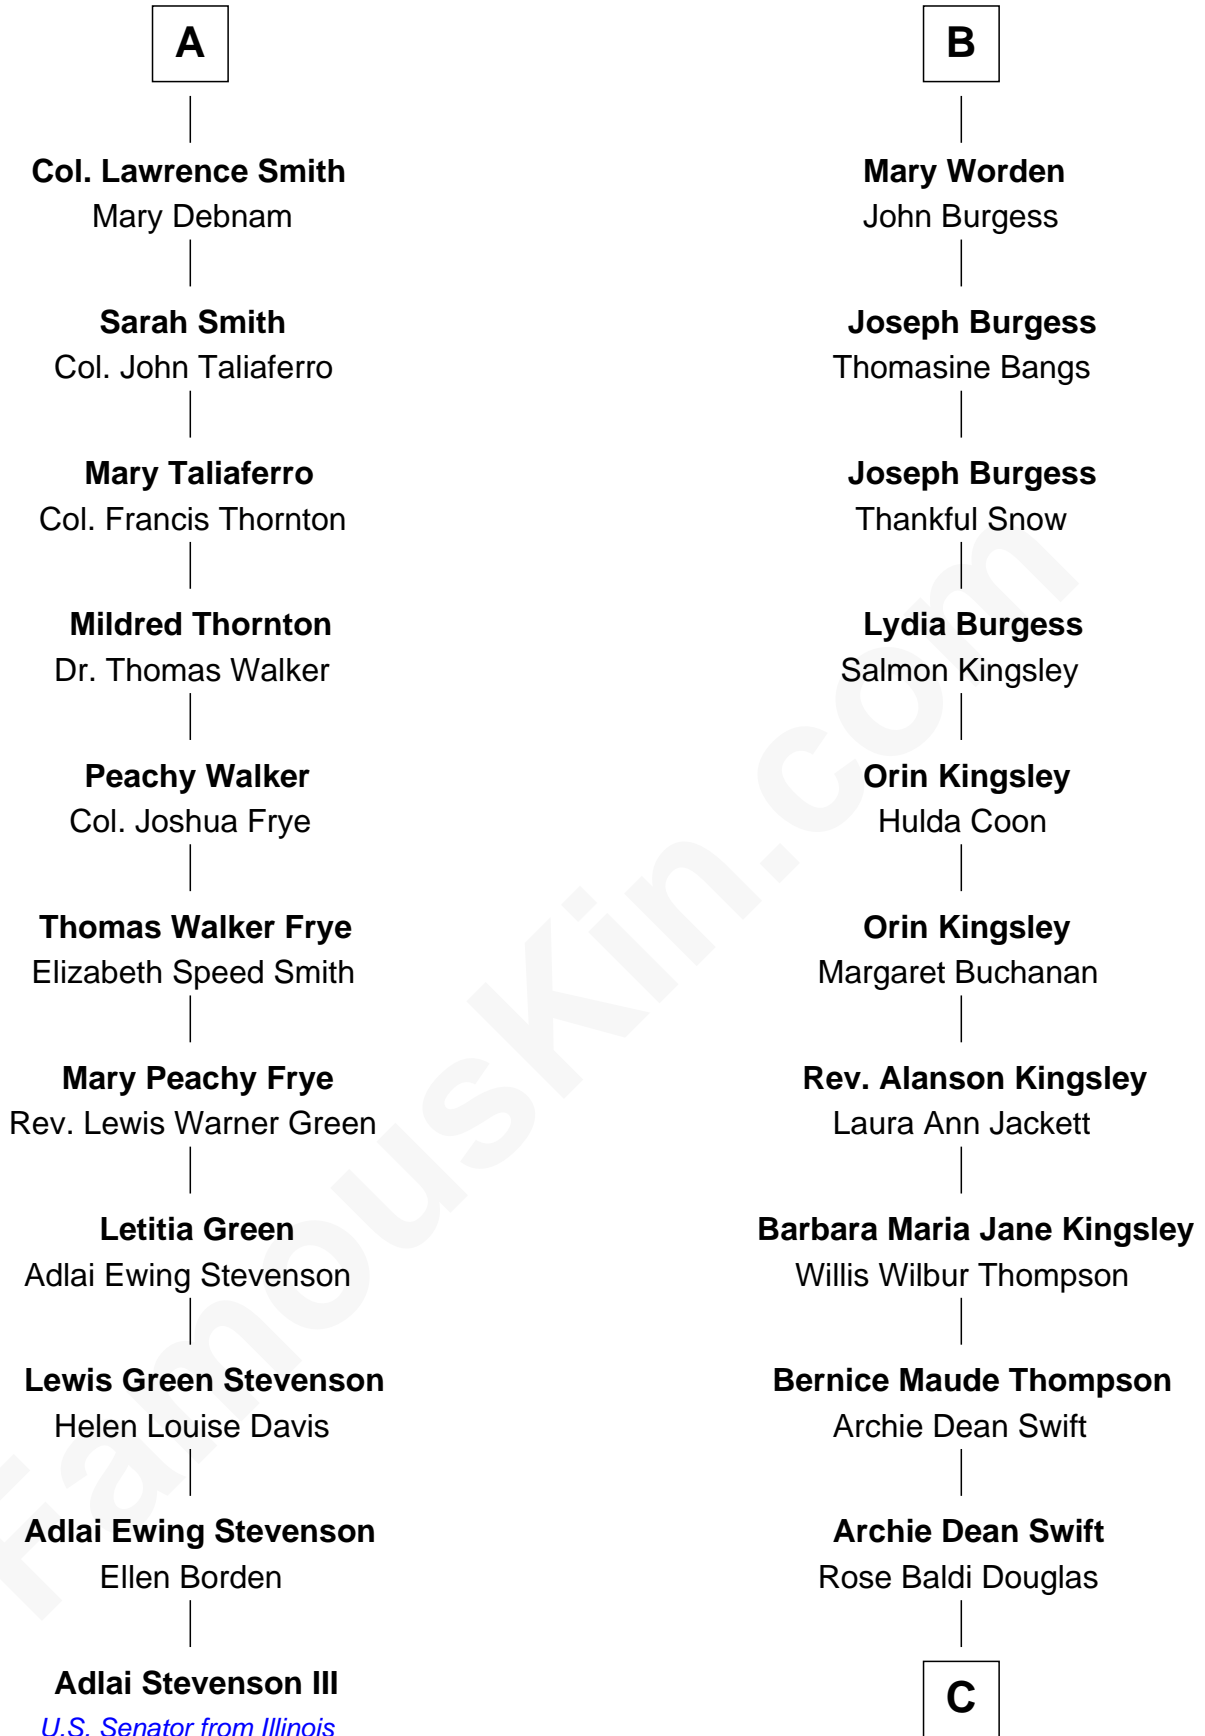 A
Col. Lawrence Smith
Mary Debnam
Sarah Smith
Col. John Taliaferro
Mary Taliaferro
Col. Francis Thornton
Mildred Thornton
Dr. Thomas Walker
Peachy Walker
Col. Joshua Frye
Thomas Walker Frye
Elizabeth Speed Smith
Mary Peachy Frye
Rev. Lewis Warner Green
Letitia Green
Adlai Ewing Stevenson
Lewis Green Stevenson
Helen Louise Davis
Adlai Ewing Stevenson
Ellen Borden
Adlai Stevenson III
U.S. Senator from Illinois
B
Mary Worden
John Burgess
Joseph Burgess
Thomasine Bangs
Joseph Burgess
Thankful Snow
Lydia Burgess
Salmon Kingsley
Orin Kingsley
Hulda Coon
Orin Kingsley
Margaret Buchanan
Rev. Alanson Kingsley
Laura Ann Jackett
Barbara Maria Jane Kingsley
Willis Wilbur Thompson
Bernice Maude Thompson
Archie Dean Swift
Archie Dean Swift
Rose Baldi Douglas
C
FamousKin.com